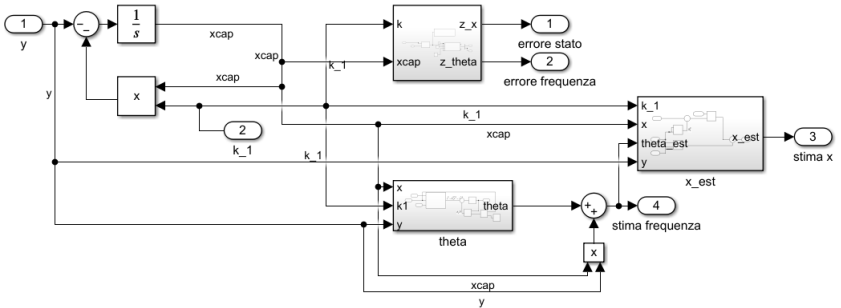 1
y
− −
1
s
xcap
xcap
k
xcap
z_x
z_theta
1
errore stato
2
errore frequenza
k_1
xcap
y
x
2
k_1
k_1
k_1
xcap
k_1
x
theta_est
y
x_est
x_est
3
stima x
x
k1
y
theta
theta
+
+
4
stima frequenza
x
xcap
y